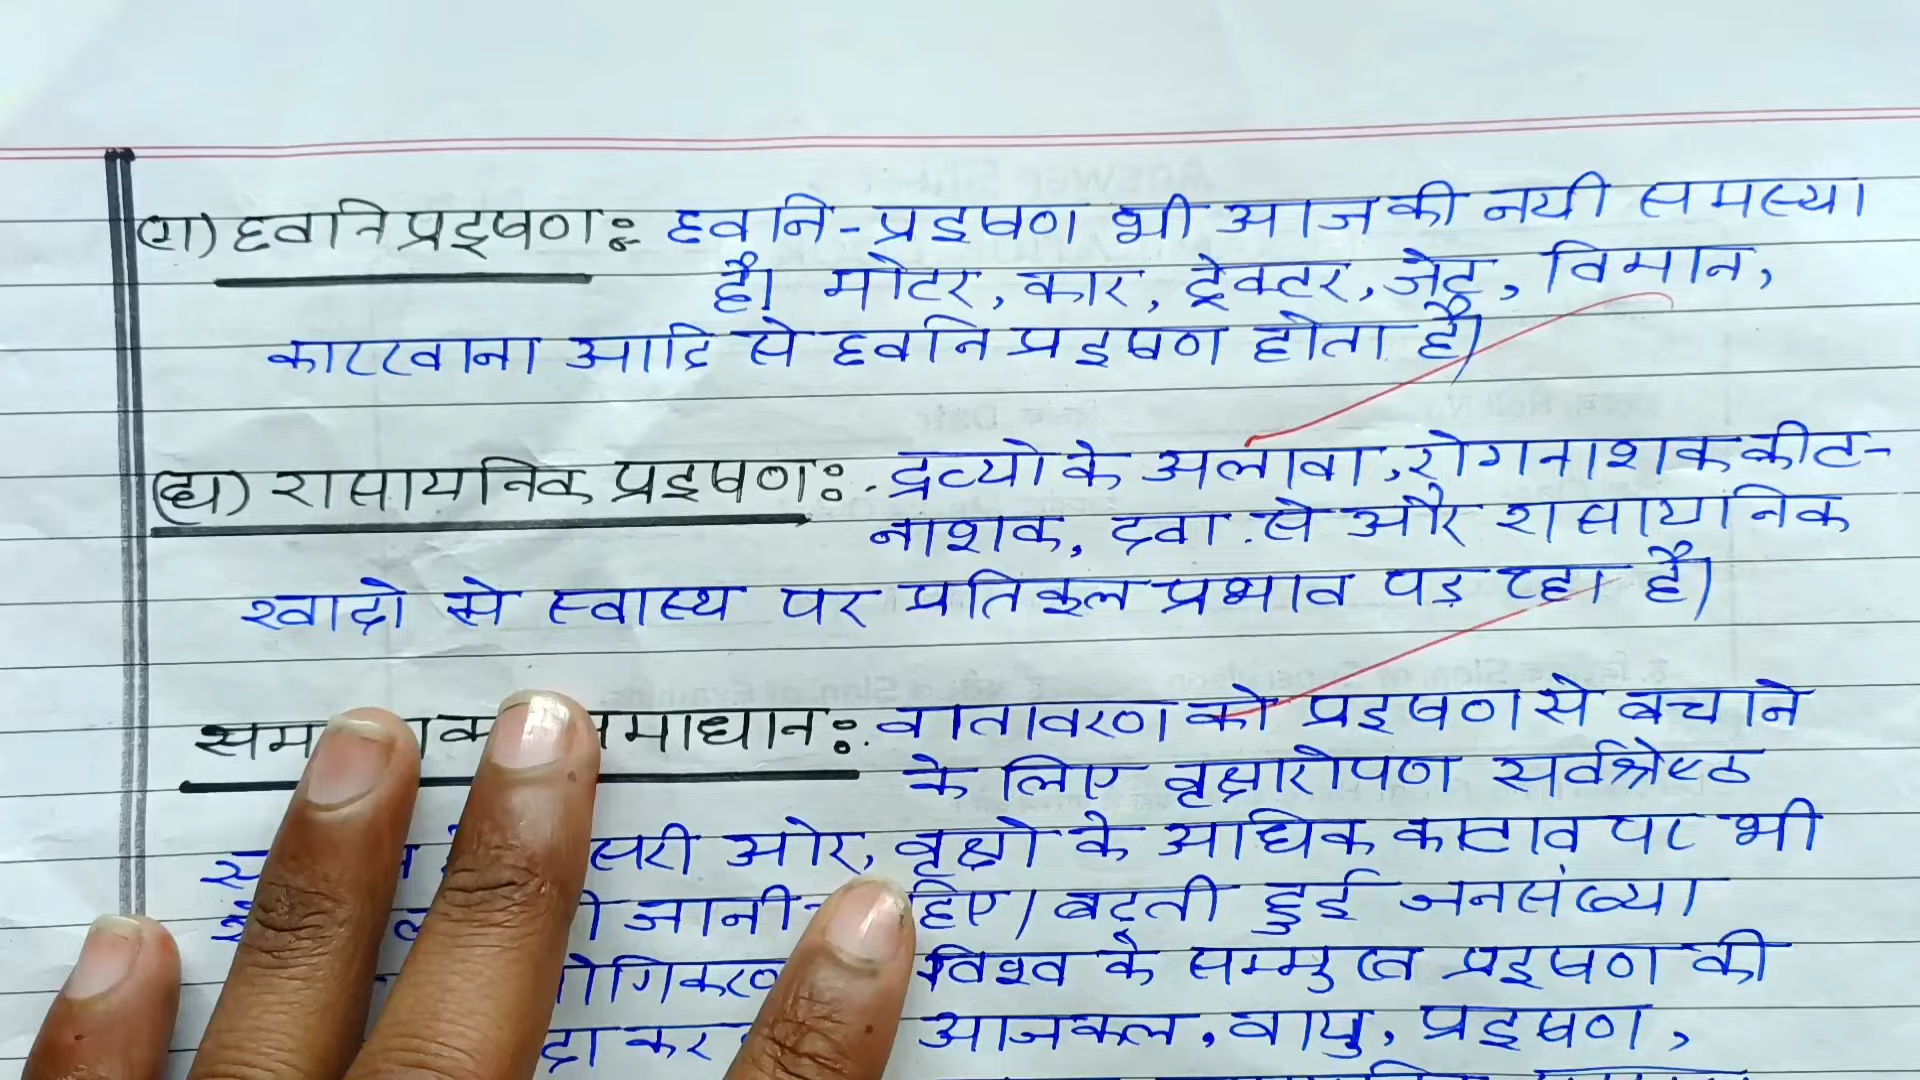 (ग) ध्वनि प्रदूषण: ध्वनि-प्रदूषण भी आज की नयी समस्या
है। मोटर, कार, ट्रेक्टर, जेट, विमान,
कारखाना आदि से ध्वनि प्रदूषण होता है।
(घ) रासायनिक प्रदूषण: द्रव्यो के अलावा, रोगनाशक कीट-
नाशक, दवा से और रासायनिक
खादो से स्वास्थ्य पर प्रतिकूल प्रभाव पड़ रहा है।
समाधान: वातावरण को प्रदूषण से बचाने
के लिए वृक्षारोपण सर्वश्रेष्ठ
ओर, वृक्षो के अधिक कटाव पर भी
जानी बढ़ती हुई जनसंख्या
विश्व के सम्मुख प्रदूषण की
कर आजकल, वायु, प्रदूषण,